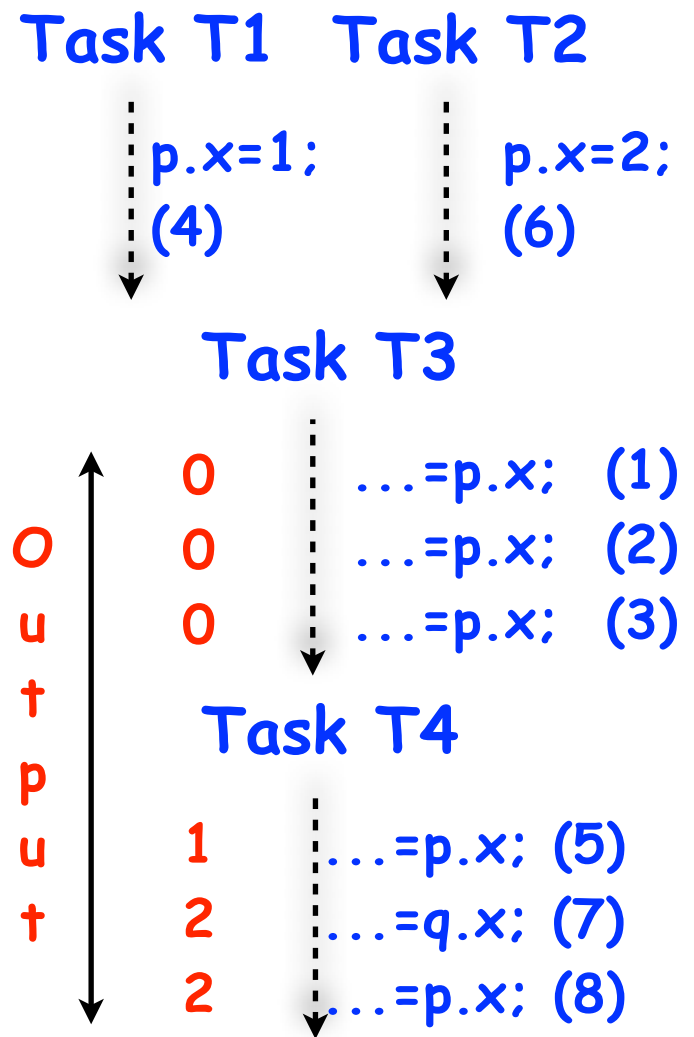 Task T1 Task T2
p.x=1; p.x=2;
(4) (6)
Task T3
0 ...=p.x; (1)
0 ...=p.x; (2)
0 ...=p.x; (3)
Output
Task T4
1 ...=p.x; (5)
2 ...=q.x; (7)
2 ...=p.x; (8)